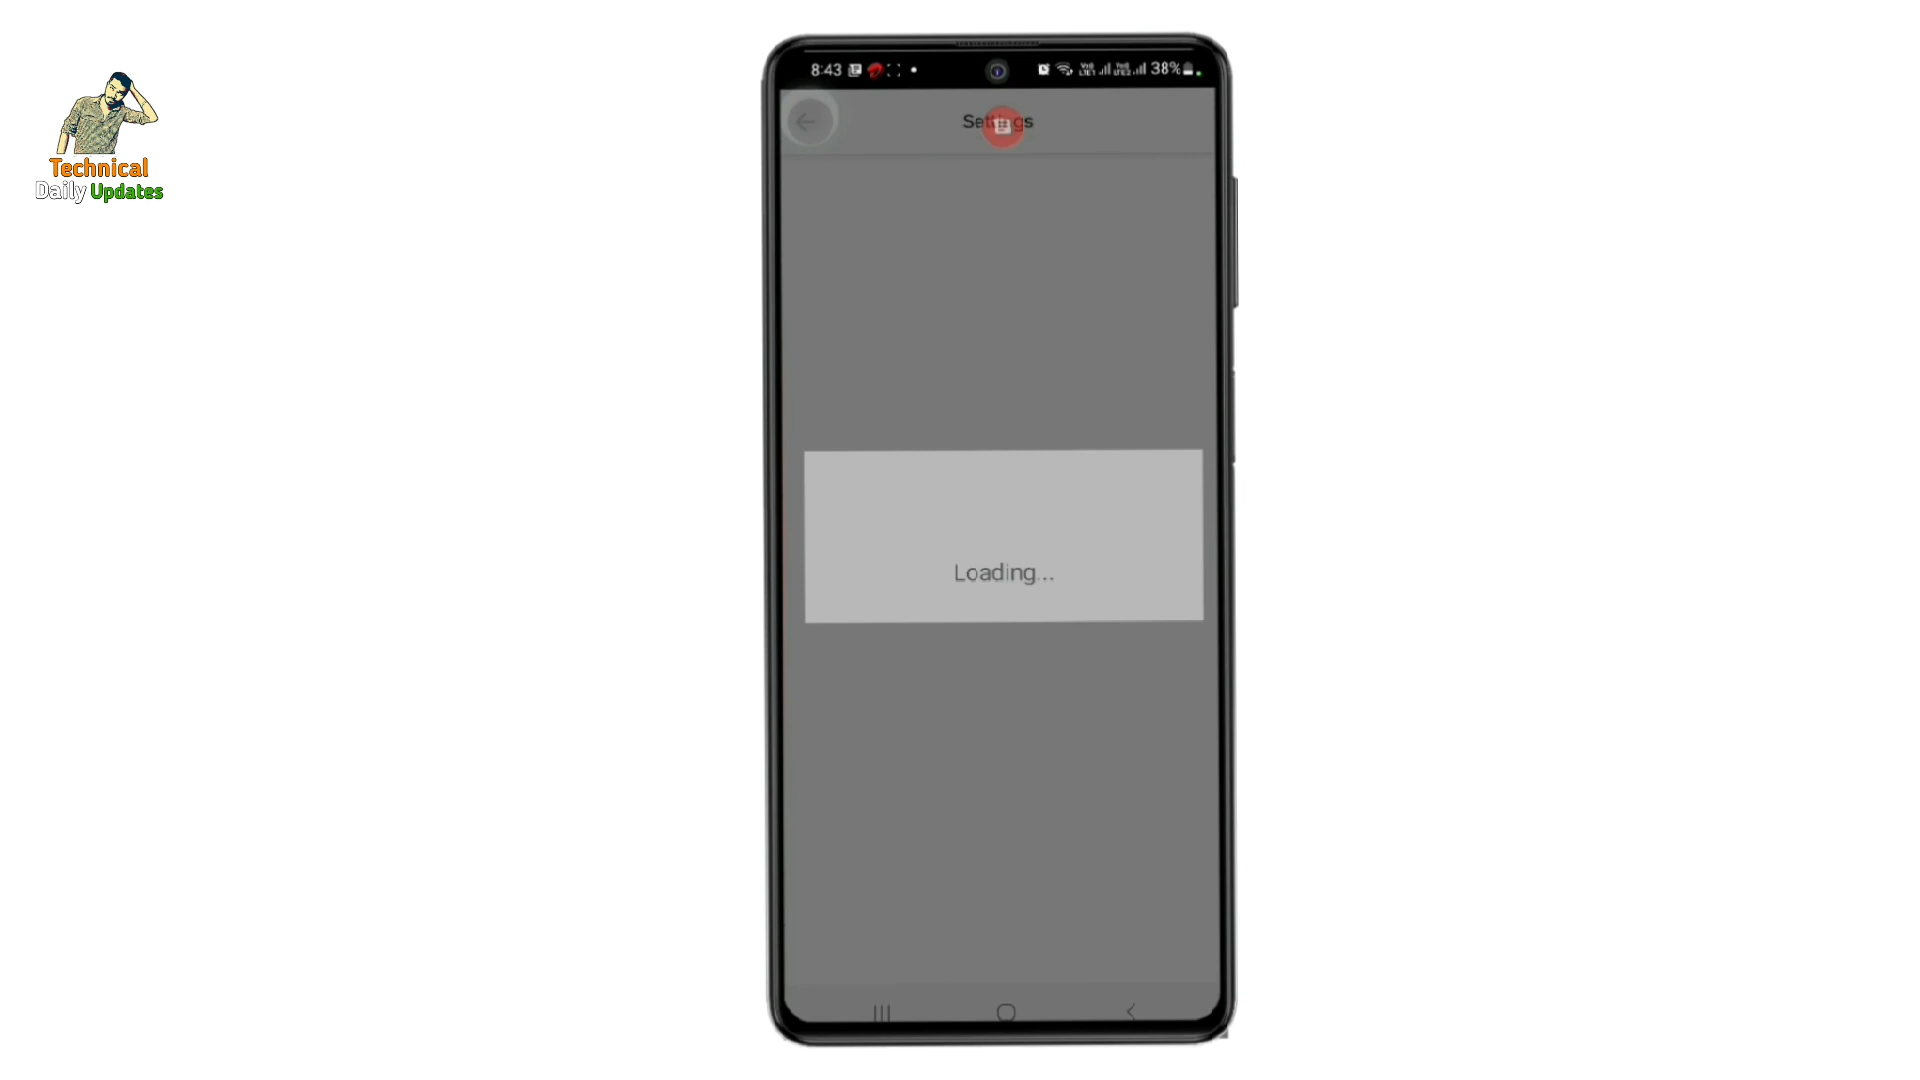 Technical
Daily Updates
8:43
38%
Settings
Loading...